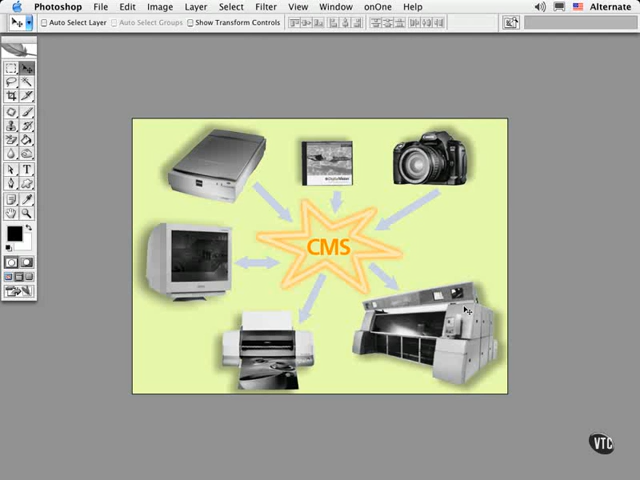 Photoshop File Edit Image Layer Select Filter View Window onOne Help Alternate
Auto Select Layer Auto Select Groups Show Transform Controls
CMS
VTC